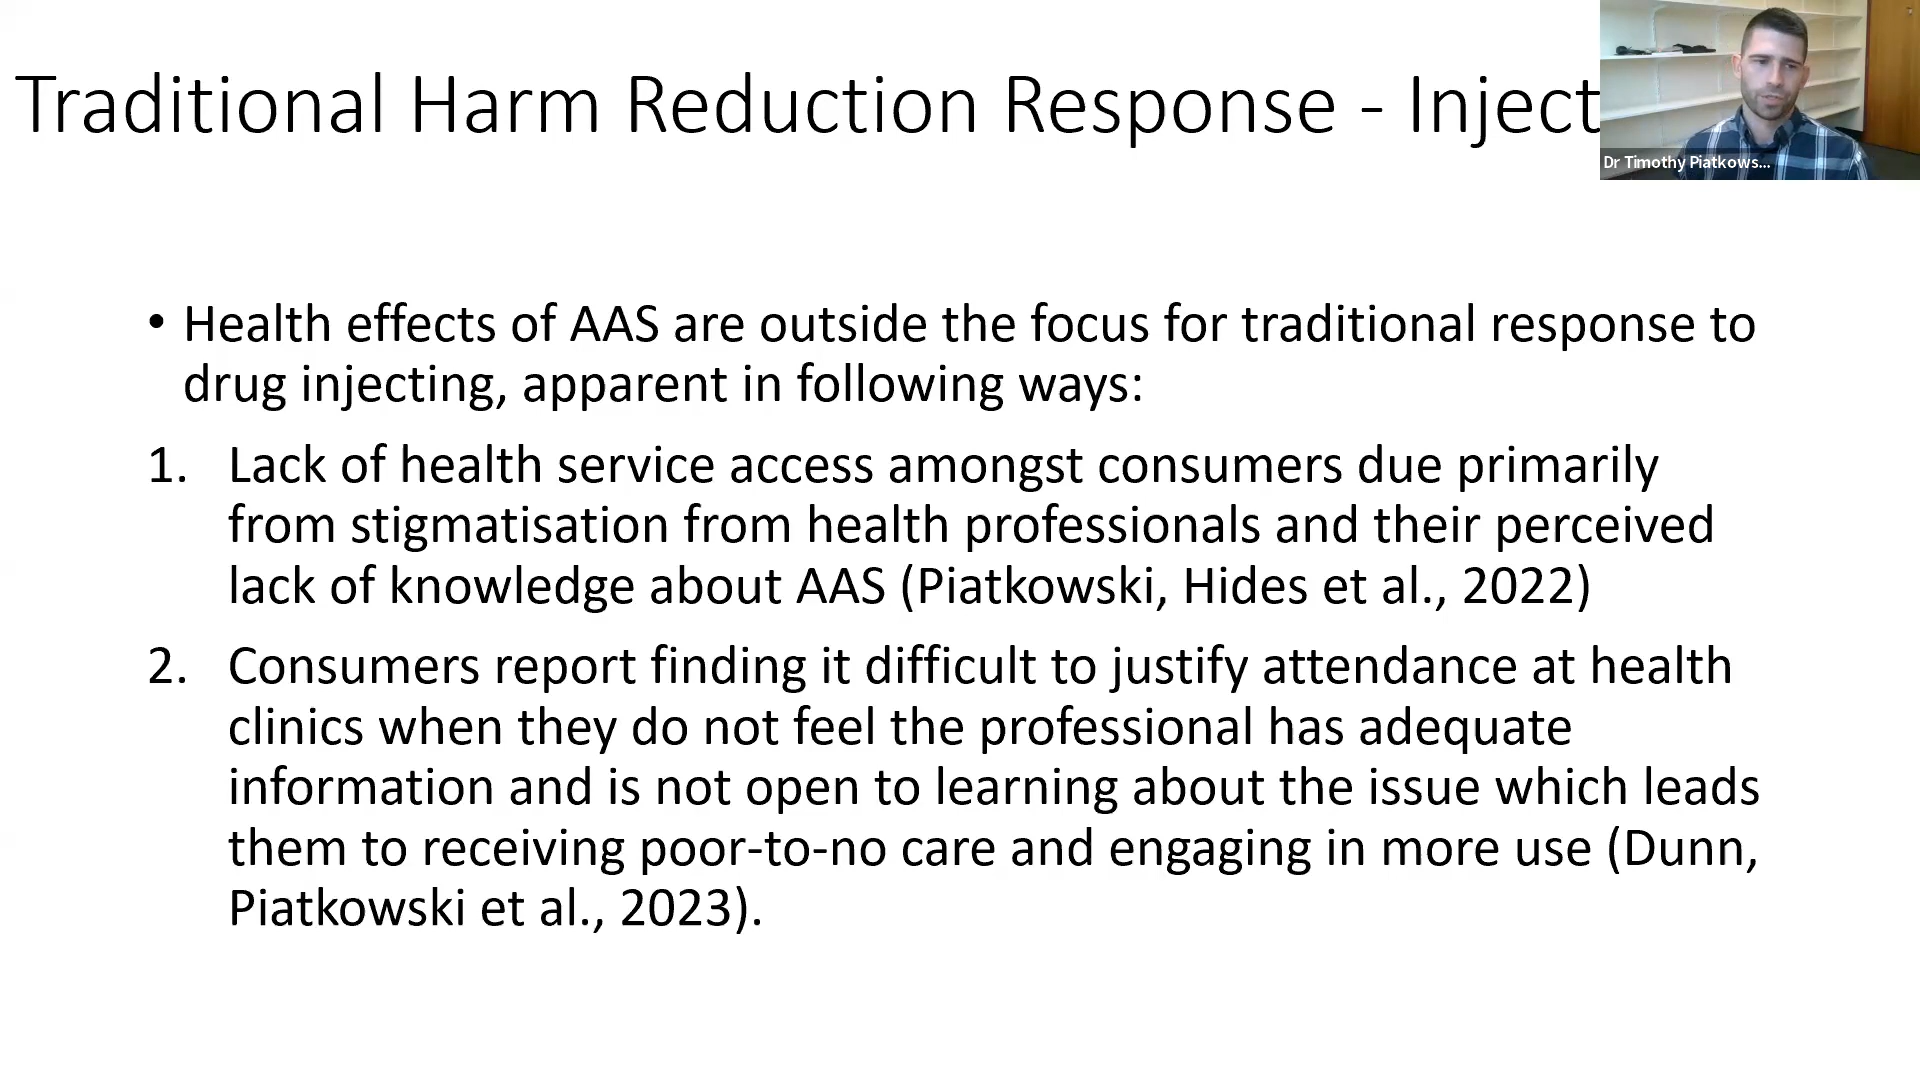 Traditional Harm Reduction Response - Inject
Dr Timothy Piatkows...
• Health effects of AAS are outside the focus for traditional response to
drug injecting, apparent in following ways:
1. Lack of health service access amongst consumers due primarily
from stigmatisation from health professionals and their perceived
lack of knowledge about AAS (Piatkowski, Hides et al., 2022)
2. Consumers report finding it difficult to justify attendance at health
clinics when they do not feel the professional has adequate
information and is not open to learning about the issue which leads
them to receiving poor-to-no care and engaging in more use (Dunn,
Piatkowski et al., 2023).